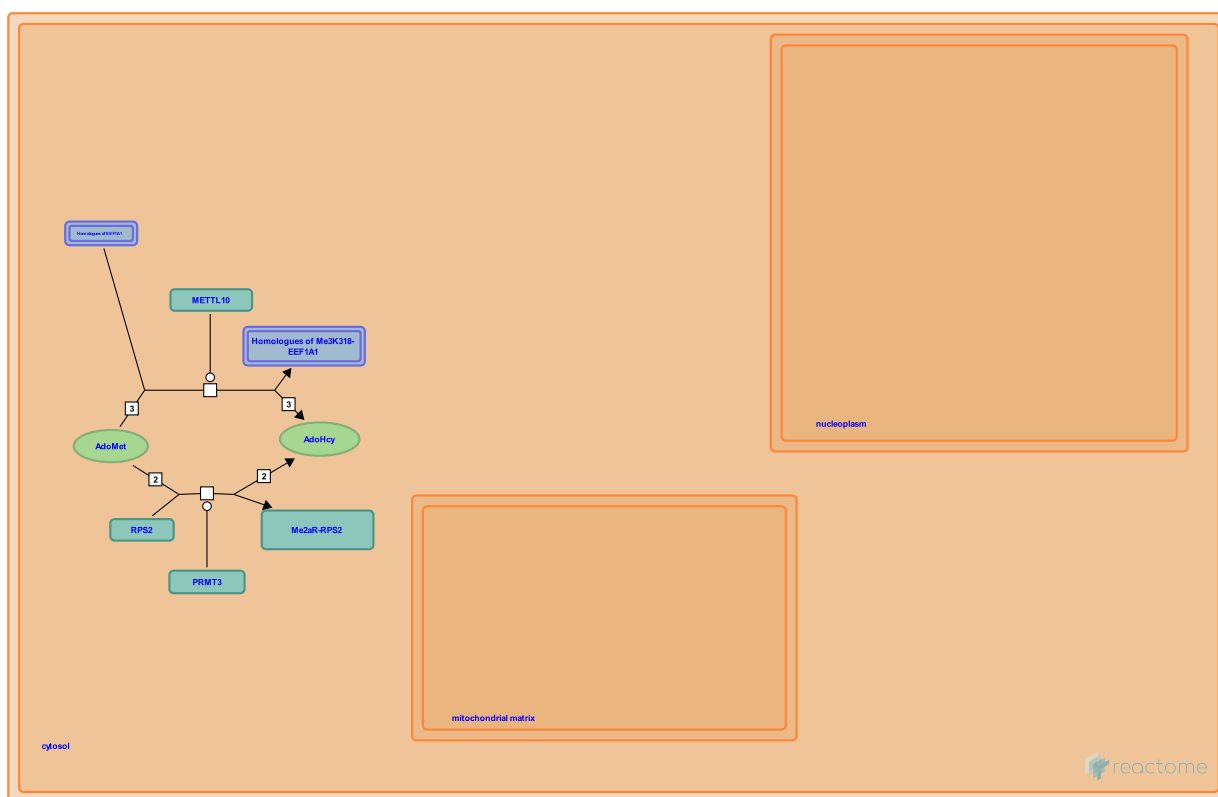 Homologues of EEF1A1
METTL10
Homologues of Me3K318-
EEF1A1
3
3
AdoMet
AdoHcy
2
2
RPS2
Me2aR-RPS2
PRMT3
nucleoplasm
mitochondrial matrix
cytosol
reactome